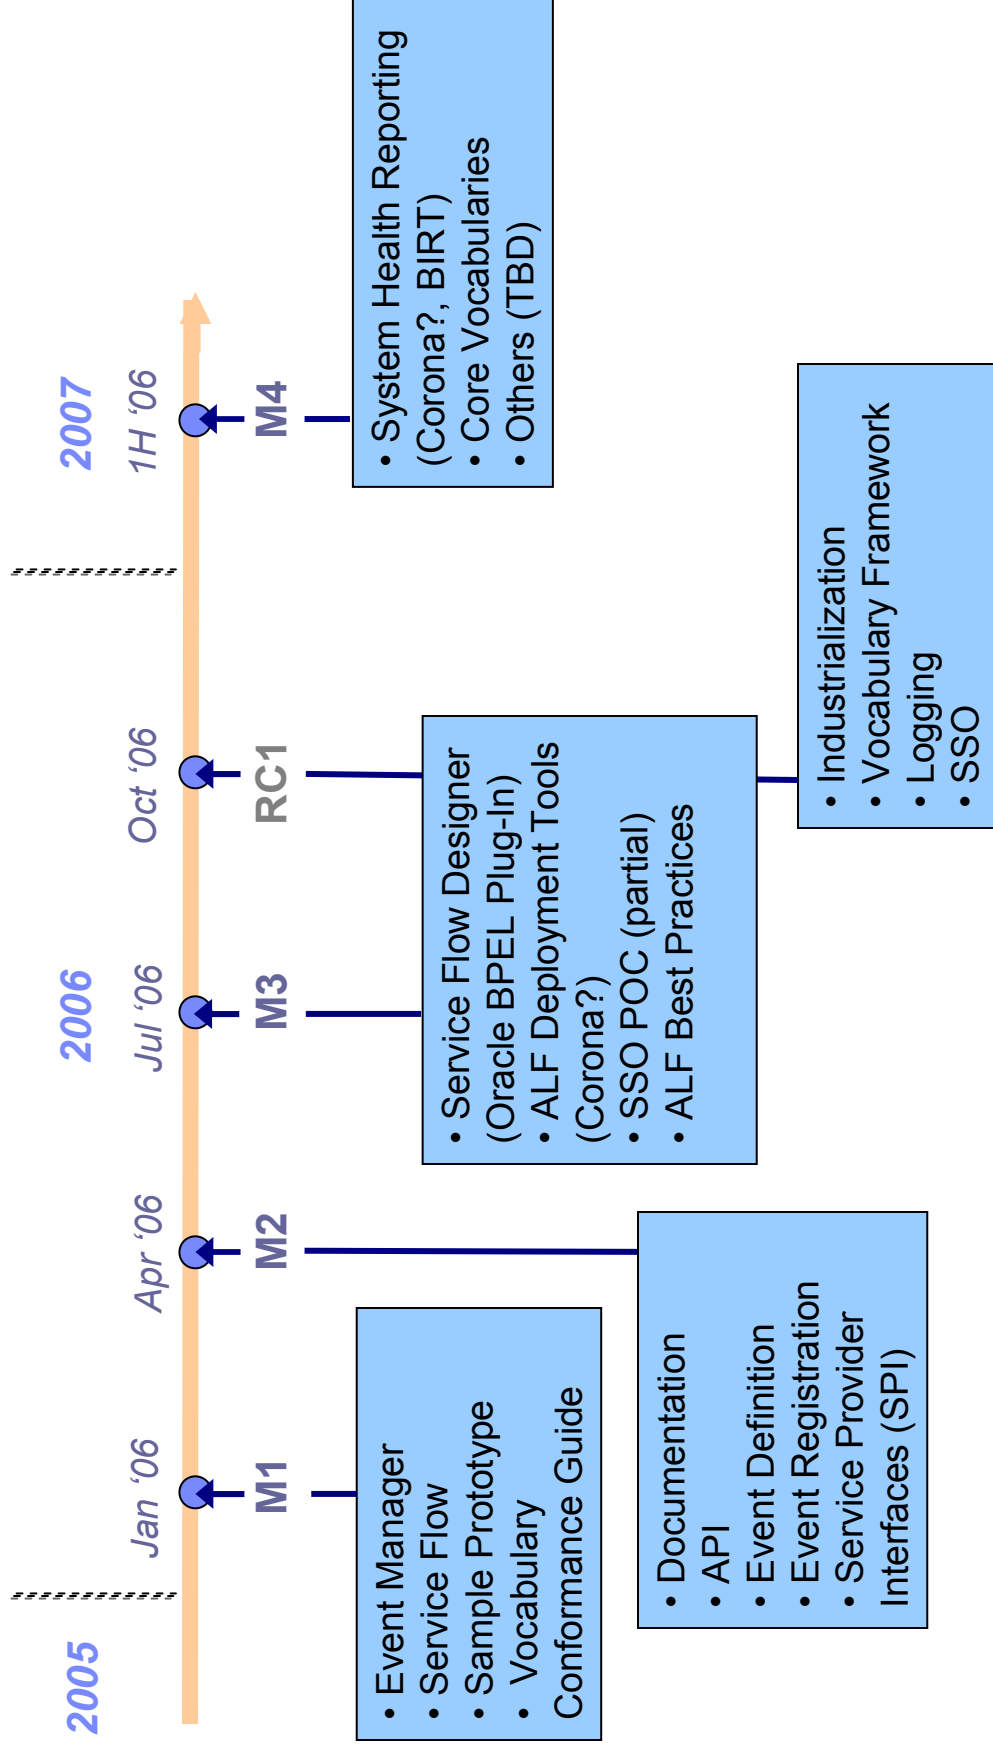 2005
2006
2007
Jan ‘06
Apr ‘06
Jul ‘06
Oct ‘06
1H ‘06
M1
M2
M3
RC1
M4
• Event Manager
• Service Flow
• Sample Prototype
• Vocabulary
Conformance Guide
• Documentation
• API
• Event Definition
• Event Registration
• Service Provider
Interfaces (SPI)
• Service Flow Designer
(Oracle BPEL Plug-In)
• ALF Deployment Tools
(Corona?)
• SSO POC (partial)
• ALF Best Practices
• Industrialization
• Vocabulary Framework
• Logging
• SSO
• System Health Reporting
(Corona?, BIRT)
• Core Vocabularies
• Others (TBD)